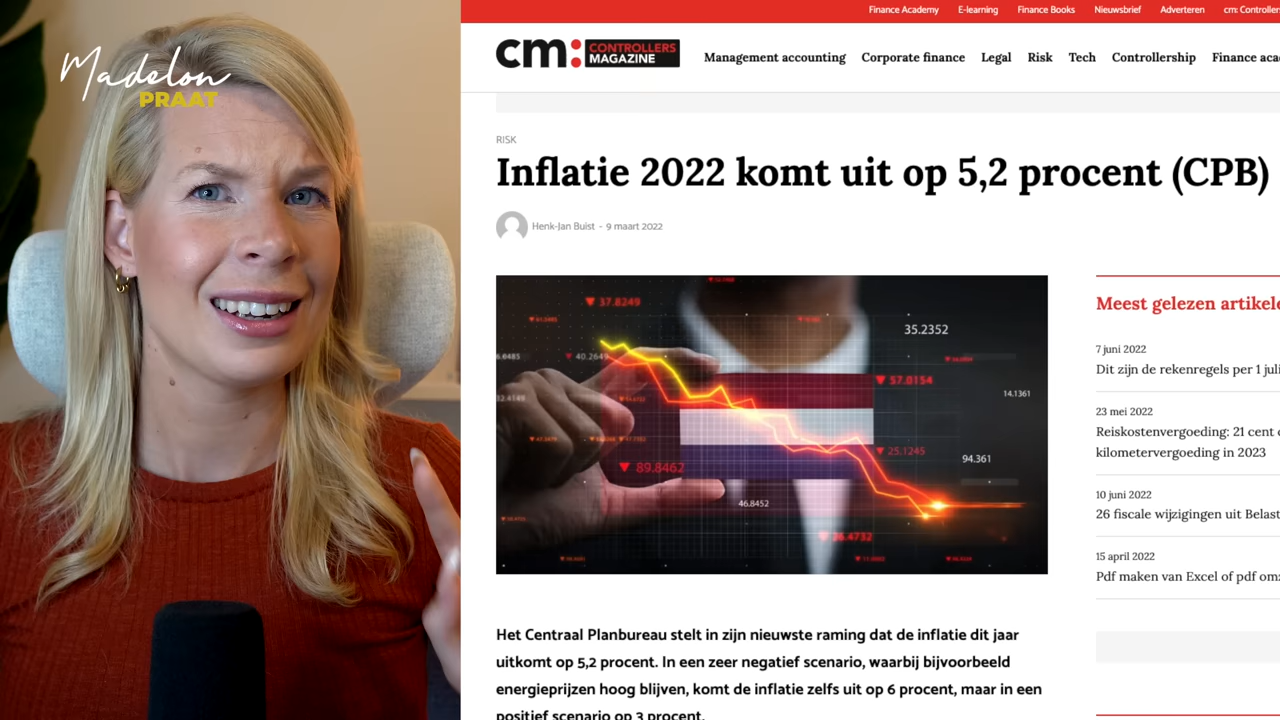 Madelon
PRAAT
Finance Academy E-learning Finance Books Nieuwsbrief Adverteren cm: Controllers
cm: CONTROLLERS
MAGAZINE
Management accounting Corporate finance Legal Risk Tech Controllership Finance aca
RISK
Inflatie 2022 komt uit op 5,2 procent (CPB)
Henk-Jan Buist - 9 maart 2022
37.8249
35.2352
40.2649
57.0154
14.1361
25.1245
94.361
89.8462
46.8452
Meest gelezen artikele
7 juni 2022
Dit zijn de rekenregels per 1 juli
23 mei 2022
Reiskostenvergoeding: 21 cent
kilometervergoeding in 2023
10 juni 2022
26 fiscale wijzigingen uit Belast
15 april 2022
Pdf maken van Excel of pdf om
Het Centraal Planbureau stelt in zijn nieuwste raming dat de inflatie dit jaar
uitkomt op 5,2 procent. In een zeer negatief scenario, waarbij bijvoorbeeld
energieprijzen hoog blijven, komt de inflatie zelfs uit op 6 procent, maar in een
positief scenario op 3 procent.